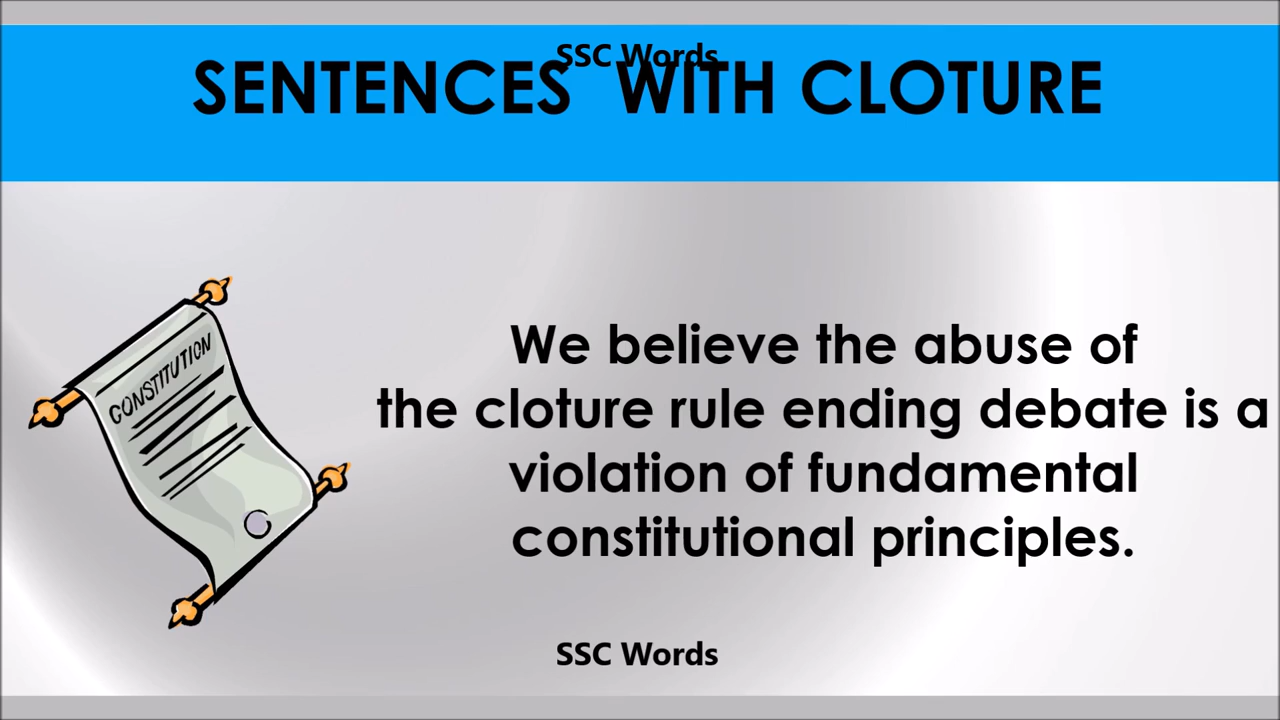 SSC Words
SENTENCES WITH CLOTURE
CONSTITUTION
We believe the abuse of
the cloture rule ending debate is a
violation of fundamental
constitutional principles.
SSC Words